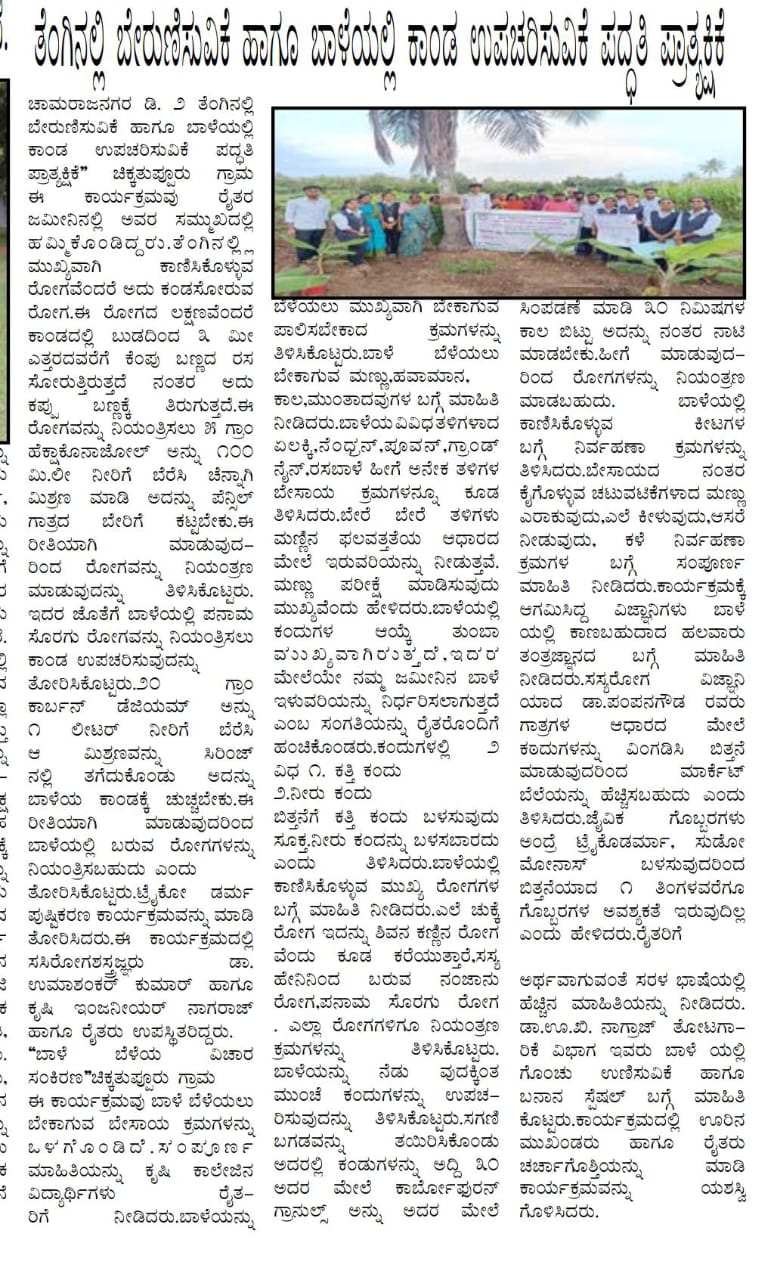 ತೆಂಗಿನಲ್ಲಿ ಬೇರುಣಿಸುವಿಕೆ ಹಾಗೂ ಬಾಳೆಯಲ್ಲಿ ಕಾಂಡ ಉಪಚರಿಸುವಿಕೆ ಪದ್ಧತಿ ಪ್ರಾತ್ಯಕ್ಷಿಕೆ
ಚಾಮರಾಜನಗರ ಡಿ. ೨ ತೆಂಗಿನಲ್ಲಿ
ಬೇರುಣಿಸುವಿಕೆ ಹಾಗೂ ಬಾಳೆಯಲ್ಲಿ
ಕಾಂಡ ಉಪಚರಿಸುವಿಕೆ ಪದ್ಧತಿ
ಪ್ರಾತ್ಯಕ್ಷಿಕೆ” ಚಿಕ್ಕತುಪ್ಪೂರು ಗ್ರಾಮ
ಈ ಕಾರ್ಯಕ್ರಮವು ರೈತರ
ಜಮೀನಿನಲ್ಲಿ ಅವರ ಸಮ್ಮುಖದಲ್ಲಿ
ಹಮ್ಮಿಕೊಂಡಿದ್ದರು.ತೆಂಗಿನಲ್ಲಿ
ಮುಖ್ಯವಾಗಿ ಕಾಣಿಸಿಕೊಳ್ಳುವ
ರೋಗವೆಂದರೆ ಅದು ಕಂಡಸೋರುವ
ರೋಗ.ಈ ರೋಗದ ಲಕ್ಷಣವೆಂದರೆ
ಕಾಂಡದಲ್ಲಿ ಬುಡದಿಂದ ೩ ಮೀ
ಎತ್ತರದವರೆಗೆ ಕೆಂಪು ಬಣ್ಣದ ರಸ
ಸೋರುತ್ತಿರುತ್ತದೆ ನಂತರ ಅದು
ಕಪ್ಪು ಬಣ್ಣಕ್ಕೆ ತಿರುಗುತ್ತದೆ.ಈ
ರೋಗವನ್ನು ನಿಯಂತ್ರಿಸಲು ೫ ಗ್ರಾಂ
ಹೆಕ್ಷಾಕೊನಾಜೋಲ್ ಅನ್ನು ೧೦೦
ಮಿ.ಲೀ ನೀರಿಗೆ ಬೆರೆಸಿ ಚೆನ್ನಾಗಿ
ಮಿಶ್ರಣ ಮಾಡಿ ಅದನ್ನು ಪೆನ್ಸಿಲ್
ಗಾತ್ರದ ಬೇರಿಗೆ ಕಟ್ಟಬೇಕು.ಈ
ರೀತಿಯಾಗಿ ಮಾಡುವುದ-
ರಿಂದ ರೋಗವನ್ನು ನಿಯಂತ್ರಣ
ಮಾಡುವುದನ್ನು ತಿಳಿಸಿಕೊಟ್ಟರು.
ಇದರ ಜೊತೆಗೆ ಬಾಳೆಯಲ್ಲಿ ಪನಾಮ
ಸೊರಗು ರೋಗವನ್ನು ನಿಯಂತ್ರಿಸಲು
ಕಾಂಡ ಉಪಚರಿಸುವುದನ್ನು
ತೋರಿಸಿಕೊಟ್ಟರು.೨೦ ಗ್ರಾಂ
ಕಾರ್ಬನ್ ಡೆಜಿಯಮ್ ಅನ್ನು
೧ ಲೀಟರ್ ನೀರಿಗೆ ಬೆರೆಸಿ
ಆ ಮಿಶ್ರಣವನ್ನು ಸಿರಿಂಜ್
ನಲ್ಲಿ ತಗೆದುಕೊಂಡು ಅದನ್ನು
ಬಾಳೆಯ ಕಾಂಡಕ್ಕೆ ಚುಚ್ಚಬೇಕು.ಈ
ರೀತಿಯಾಗಿ ಮಾಡುವುದರಿಂದ
ಬಾಳೆಯಲ್ಲಿ ಬರುವ ರೋಗಗಳನ್ನು
ನಿಯಂತ್ರಿಸಬಹುದು ಎಂದು
ತೋರಿಸಿಕೊಟ್ಟರು.ಟ್ರೈಕೋ ಡರ್ಮ
ಪುಷ್ಟಿಕರಣ ಕಾರ್ಯಕ್ರಮವನ್ನು ಮಾಡಿ
ತೋರಿಸಿದರು.ಈ ಕಾರ್ಯಕ್ರಮದಲ್ಲಿ
ಸಸಿರೋಗಶಸ್ತ್ರಜ್ಞರು ಡಾ.
ಉಮಾಶಂಕರ್ ಕುಮಾರ್ ಹಾಗೂ
ಕೃಷಿ ಇಂಜಿನೀಯರ್ ನಾಗರಾಜ್
ಹಾಗೂ ರೈತರು ಉಪಸ್ಥಿತರಿದ್ದರು.
“ಬಾಳೆ ಬೆಳೆಯ ವಿಚಾರ
ಸಂಕಿರಣ”ಚಿಕ್ಕತುಪ್ಪೂರು ಗ್ರಾಮ
ಈ ಕಾರ್ಯಕ್ರಮವು ಬಾಳೆ ಬೆಳೆಯಲು
ಬೇಕಾಗುವ ಬೇಸಾಯ ಕ್ರಮಗಳನ್ನು
ಒಳಗೊಂಡಿದೆ.ಸಂಪೂರ್ಣ
ಮಾಹಿತಿಯನ್ನು ಕೃಷಿ ಕಾಲೇಜಿನ
ವಿದ್ಯಾರ್ಥಿಗಳು ರೈತ-
ರಿಗೆ ನೀಡಿದರು.ಬಾಳೆಯನ್ನು
ಬೆಳೆಯಲು ಮುಖ್ಯವಾಗಿ ಬೇಕಾಗುವ
ಪಾಲಿಸಬೇಕಾದ ಕ್ರಮಗಳನ್ನು
ತಿಳಿಸಿಕೊಟ್ಟರು.ಬಾಳೆ ಬೆಳೆಯಲು
ಬೇಕಾಗುವ ಮಣ್ಣು,ಹವಾಮಾನ,
ಕಾಲ,ಮುಂತಾದವುಗಳ ಬಗ್ಗೆ ಮಾಹಿತಿ
ನೀಡಿದರು.ಬಾಳೆಯವಿವಿಧತಳಿಗಳಾದ
ಏಲಕ್ಕಿ,ನೆಂಧ್ರನ್,ಪೂವನ್,ಗ್ರಾಂಡ್
ನೈನ್,ರಸಬಾಳೆ ಹೀಗೆ ಅನೇಕ ತಳಿಗಳ
ಬೇಸಾಯ ಕ್ರಮಗಳನ್ನೂ ಕೂಡ
ತಿಳಿಸಿದರು.ಬೇರೆ ಬೇರೆ ತಳಿಗಳು
ಮಣ್ಣಿನ ಫಲವತ್ತತೆಯ ಆಧಾರದ
ಮೇಲೆ ಇರುವರಿಯನ್ನು ನೀಡುತ್ತವೆ.
ಮಣ್ಣು ಪರೀಕ್ಷೆ ಮಾಡಿಸುವುದು
ಮುಖ್ಯವೆಂದು ಹೇಳಿದರು.ಬಾಳೆಯಲ್ಲಿ
ಕಂದುಗಳ ಆಯ್ಕೆ ತುಂಬಾ
ಮುಖ್ಯವಾಗಿರುತ್ತದೆ,ಇದರ
ಮೇಲೆಯೇ ನಮ್ಮ ಜಮೀನಿನ ಬಾಳೆ
ಇಳುವರಿಯನ್ನು ನಿರ್ಧರಿಸಲಾಗುತ್ತದೆ
ಎಂಬ ಸಂಗತಿಯನ್ನು ರೈತರೊಂದಿಗೆ
ಹಂಚಿಕೊಂಡರು.ಕಂದುಗಳಲ್ಲಿ ೨
ವಿಧ ೧. ಕತ್ತಿ ಕಂದು
೨.ನೀರು ಕಂದು
ಬಿತ್ತನೆಗೆ ಕತ್ತಿ ಕಂದು ಬಳಸುವುದು
ಸೂಕ್ತ.ನೀರು ಕಂದನ್ನು ಬಳಸಬಾರದು
ಎಂದು ತಿಳಿಸಿದರು.ಬಾಳೆಯಲ್ಲಿ
ಕಾಣಿಸಿಕೊಳ್ಳುವ ಮುಖ್ಯ ರೋಗಗಳ
ಬಗ್ಗೆ ಮಾಹಿತಿ ನೀಡಿದರು.ಎಲೆ ಚುಕ್ಕೆ
ರೋಗ ಇದನ್ನು ಶಿವನ ಕಣ್ಣಿನ ರೋಗ
ವೆಂದು ಕೂಡ ಕರೆಯುತ್ತಾರೆ,ಸಸ್ಯ
ಹೇನಿನಿಂದ ಬರುವ ನಂಜಾನು
ರೋಗ,ಪನಾಮ ಸೊರಗು ರೋಗ
. ಎಲ್ಲಾ ರೋಗಗಳಿಗೂ ನಿಯಂತ್ರಣ
ಕ್ರಮಗಳನ್ನು ತಿಳಿಸಿಕೊಟ್ಟರು.
ಬಾಳೆಯನ್ನು ನೆಡು ವುದಕ್ಕಿಂತ
ಮುಂಚೆ ಕಂದುಗಳನ್ನು ಉಪಚ-
ರಿಸುವುದನ್ನು ತಿಳಿಸಿಕೊಟ್ಟರು.ಸಗಣಿ
ಬಗಡವನ್ನು ತಯಿರಿಸಿಕೊಂಡು
ಅದರಲ್ಲಿ ಕಂಡುಗಳನ್ನು ಅದ್ದಿ ೩೦
ಅದರ ಮೇಲೆ ಕಾರ್ಬೋಫುರನ್
ಗ್ರಾನುಲ್ಸ್ ಅನ್ನು ಅದರ ಮೇಲೆ
ಸಿಂಪಡಣೆ ಮಾಡಿ ೩೦ ನಿಮಿಷಗಳ
ಕಾಲ ಬಿಟ್ಟು ಅದನ್ನು ನಂತರ ನಾಟಿ
ಮಾಡಬೇಕು.ಹೀಗೆ ಮಾಡುವುದ-
ರಿಂದ ರೋಗಗಳನ್ನು ನಿಯಂತ್ರಣ
ಮಾಡಬಹುದು. ಬಾಳೆಯಲ್ಲಿ
ಕಾಣಿಸಿಕೊಳ್ಳುವ ಕೀಟಗಳ
ಬಗ್ಗೆ ನಿರ್ವಹಣಾ ಕ್ರಮಗಳನ್ನು
ತಿಳಿಸಿದರು.ಬೇಸಾಯದ ನಂತರ
ಕೈಗೊಳ್ಳುವ ಚಟುವಟಿಕೆಗಳಾದ ಮಣ್ಣು
ಎರಾಕುವುದು,ಎಲೆ ಕೀಳುವುದು,ಆಸರೆ
ನೀಡುವುದು, ಕಳೆ ನಿರ್ವಹಣಾ
ಕ್ರಮಗಳ ಬಗ್ಗೆ ಸಂಪೂರ್ಣ
ಮಾಹಿತಿ ನೀಡಿದರು.ಕಾರ್ಯಕ್ರಮಕ್ಕೆ
ಆಗಮಿಸಿದ್ದ ವಿಜ್ಞಾನಿಗಳು ಬಾಳೆ
ಯಲ್ಲಿ ಕಾಣಬಹುದಾದ ಹಲವಾರು
ತಂತ್ರಜ್ಞಾನದ ಬಗ್ಗೆ ಮಾಹಿತಿ
ನೀಡಿದರು.ಸಸ್ಯರೋಗ ವಿಜ್ಞಾನಿ
ಯಾದ ಡಾ.ಪಂಪನಗೌಡ ರವರು
ಗಾತ್ರಗಳ ಆಧಾರದ ಮೇಲೆ
ಕಂದುಗಳನ್ನು ವಿಂಗಡಿಸಿ ಬಿತ್ತನೆ
ಮಾಡುವುದರಿಂದ ಮಾರ್ಕೆಟ್
ಬೆಲೆಯನ್ನು ಹೆಚ್ಚಿಸಬಹುದು ಎಂದು
ತಿಳಿಸಿದರು.ಜೈವಿಕ ಗೊಬ್ಬರಗಳು
ಅಂದ್ರೆ ಟ್ರೈಕೊಡರ್ಮಾ, ಸುಡೋ
ಮೋನಾಸ್ ಬಳಸುವುದರಿಂದ
ಬಿತ್ತನೆಯಾದ ೧ ತಿಂಗಳವರೆಗೂ
ಗೊಬ್ಬರಗಳ ಅವಶ್ಯಕತೆ ಇರುವುದಿಲ್ಲ
ಎಂದು ಹೇಳಿದರು.ರೈತರಿಗೆ
ಅರ್ಥವಾಗುವಂತೆ ಸರಳ ಭಾಷೆಯಲ್ಲಿ
ಹೆಚ್ಚಿನ ಮಾಹಿತಿಯನ್ನು ನೀಡಿದರು.
ಡಾ.ಊ.ಖಿ. ನಾಗ್ರಾಜ್ ತೋಟಗಾ-
ರಿಕೆ ವಿಭಾಗ ಇವರು ಬಾಳೆ ಯಲ್ಲಿ
ಗೊಂಚು ಉಣಿಸುವಿಕೆ ಹಾಗೂ
ಬನಾನ ಸ್ಪೆಷಲ್ ಬಗ್ಗೆ ಮಾಹಿತಿ
ಕೊಟ್ಟರು.ಕಾರ್ಯಕ್ರಮದಲ್ಲಿ ಊರಿನ
ಮುಖಂಡರು ಹಾಗೂ ರೈತರು
ಚರ್ಚಾಗೊಶ್ತಿಯನ್ನು ಮಾಡಿ
ಕಾರ್ಯಕ್ರಮವನ್ನು ಯಶಸ್ವಿ
ಗೊಳಿಸಿದರು.